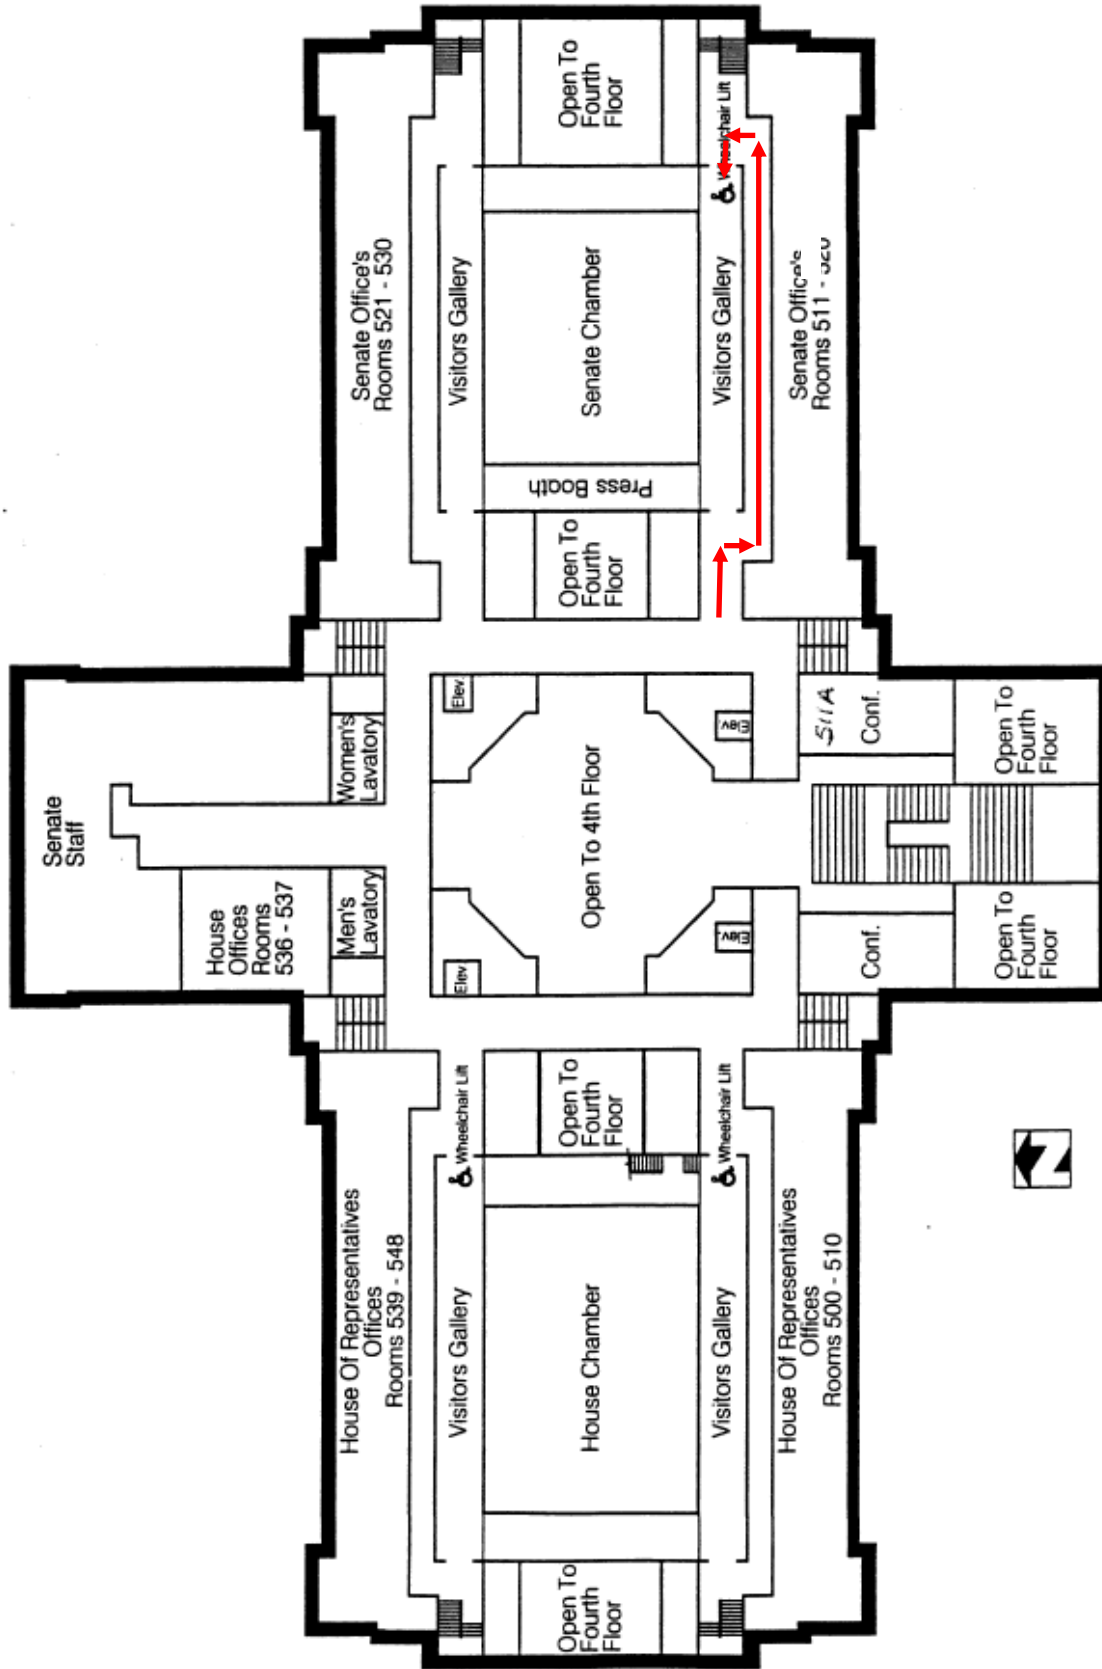 Open To
Fourth
Floor
Wheelchair Lift
Senate Office's
Rooms 521 - 530
Visitors Gallery
Senate Chamber
Visitors Gallery
Senate Office's
Rooms 511 - 520
Press Booth
Open To
Fourth
Floor
Senate
Staff
Women's
Lavatory
Elev.
Elev.
511A
Conf.
Open To
Fourth
Floor
Open To 4th Floor
House
Offices
Rooms
536 - 537
Men's
Lavatory
Elev.
Elev.
Conf.
Open To
Fourth
Floor
Wheelchair Lift
Open To
Fourth
Floor
Wheelchair Lift
House Of Representatives
Offices
Rooms 539 - 548
Visitors Gallery
House Chamber
Visitors Gallery
House Of Representatives
Offices
Rooms 500 - 510
Open To
Fourth
Floor
N